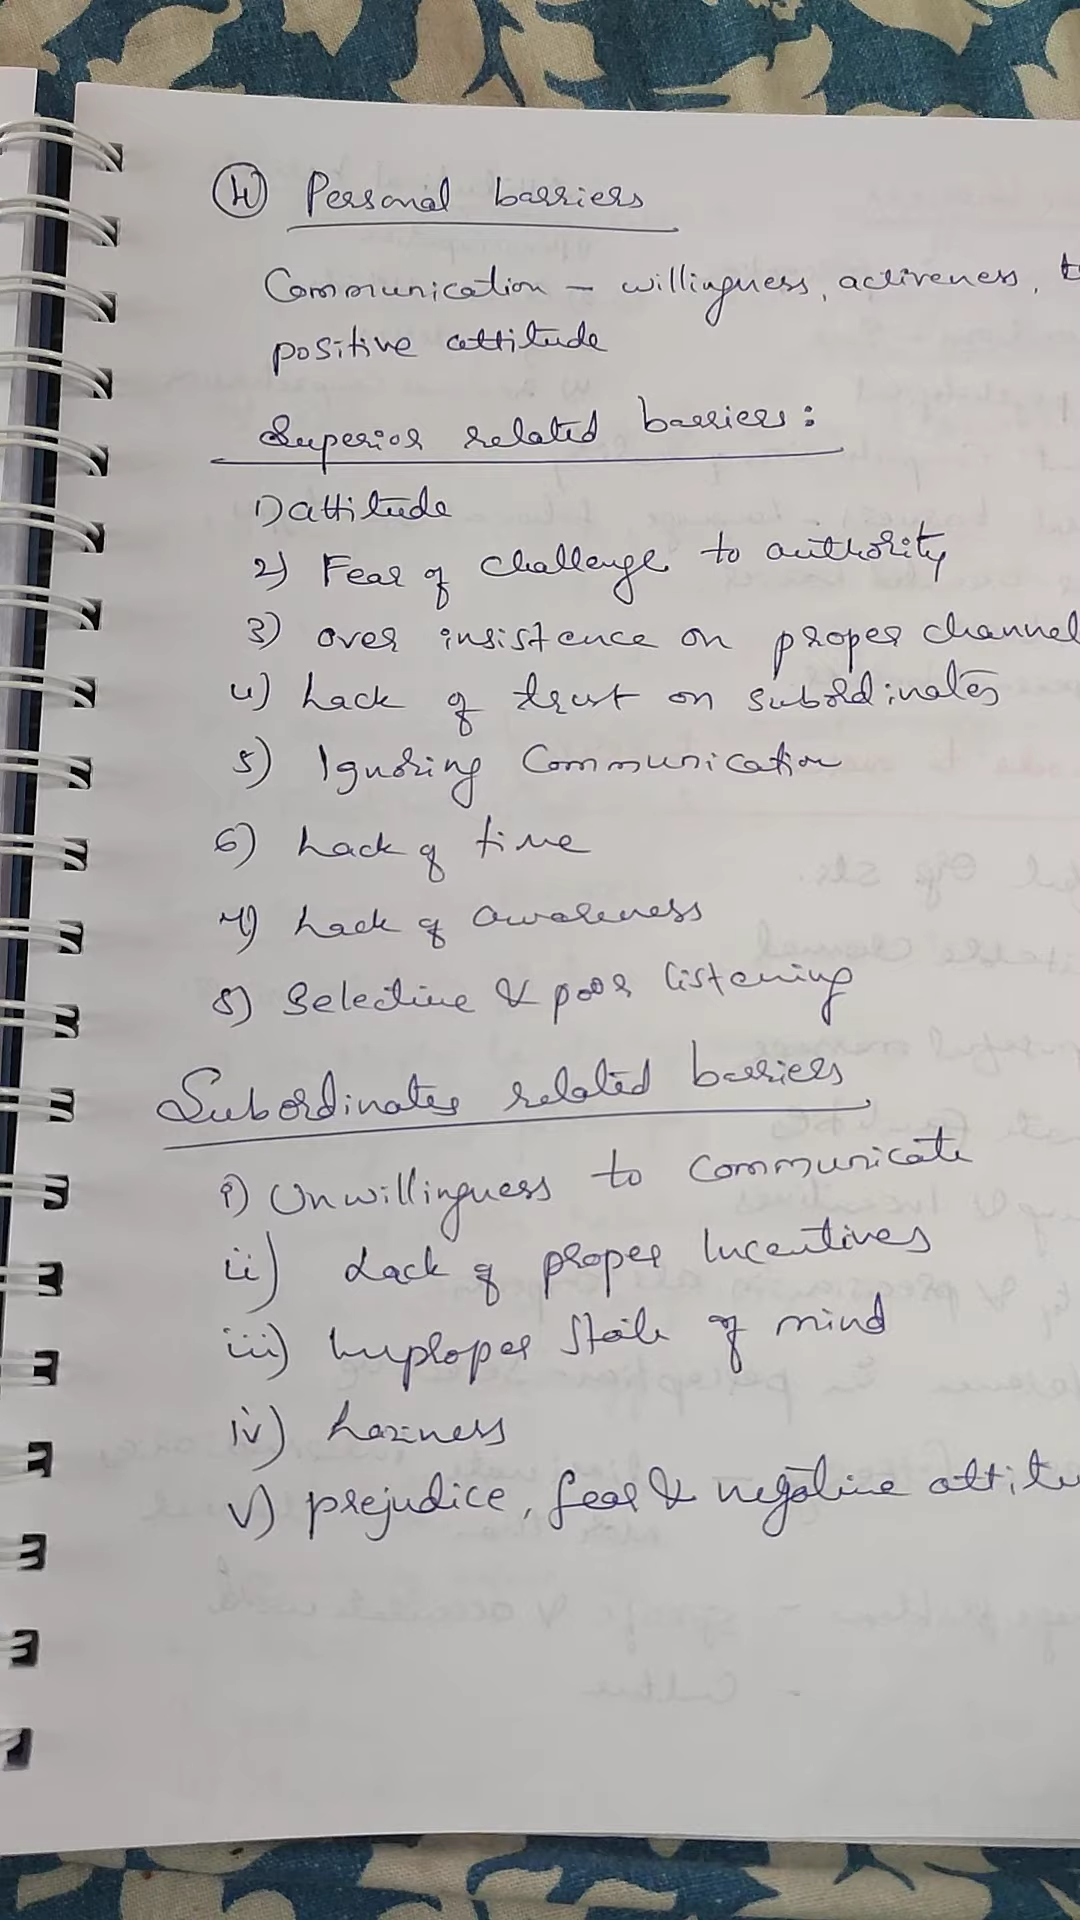 ④ Personal barriers
Communication - willingness, activeness,
positive attitude
Superior related barriers:
1) attitude
2) Fear of challenge to authority
3) over insistence on proper channel
4) Lack of trust on subordinates
5) Ignoring Communication
6) Lack of time
7) Lack of awareness
8) Selective & poor listening
Subordinates related barriers
i) Unwillingness to communicate
ii) Lack of proper Incentives
iii) Improper State of mind
iv) Laziness
v) prejudice, fear & negative